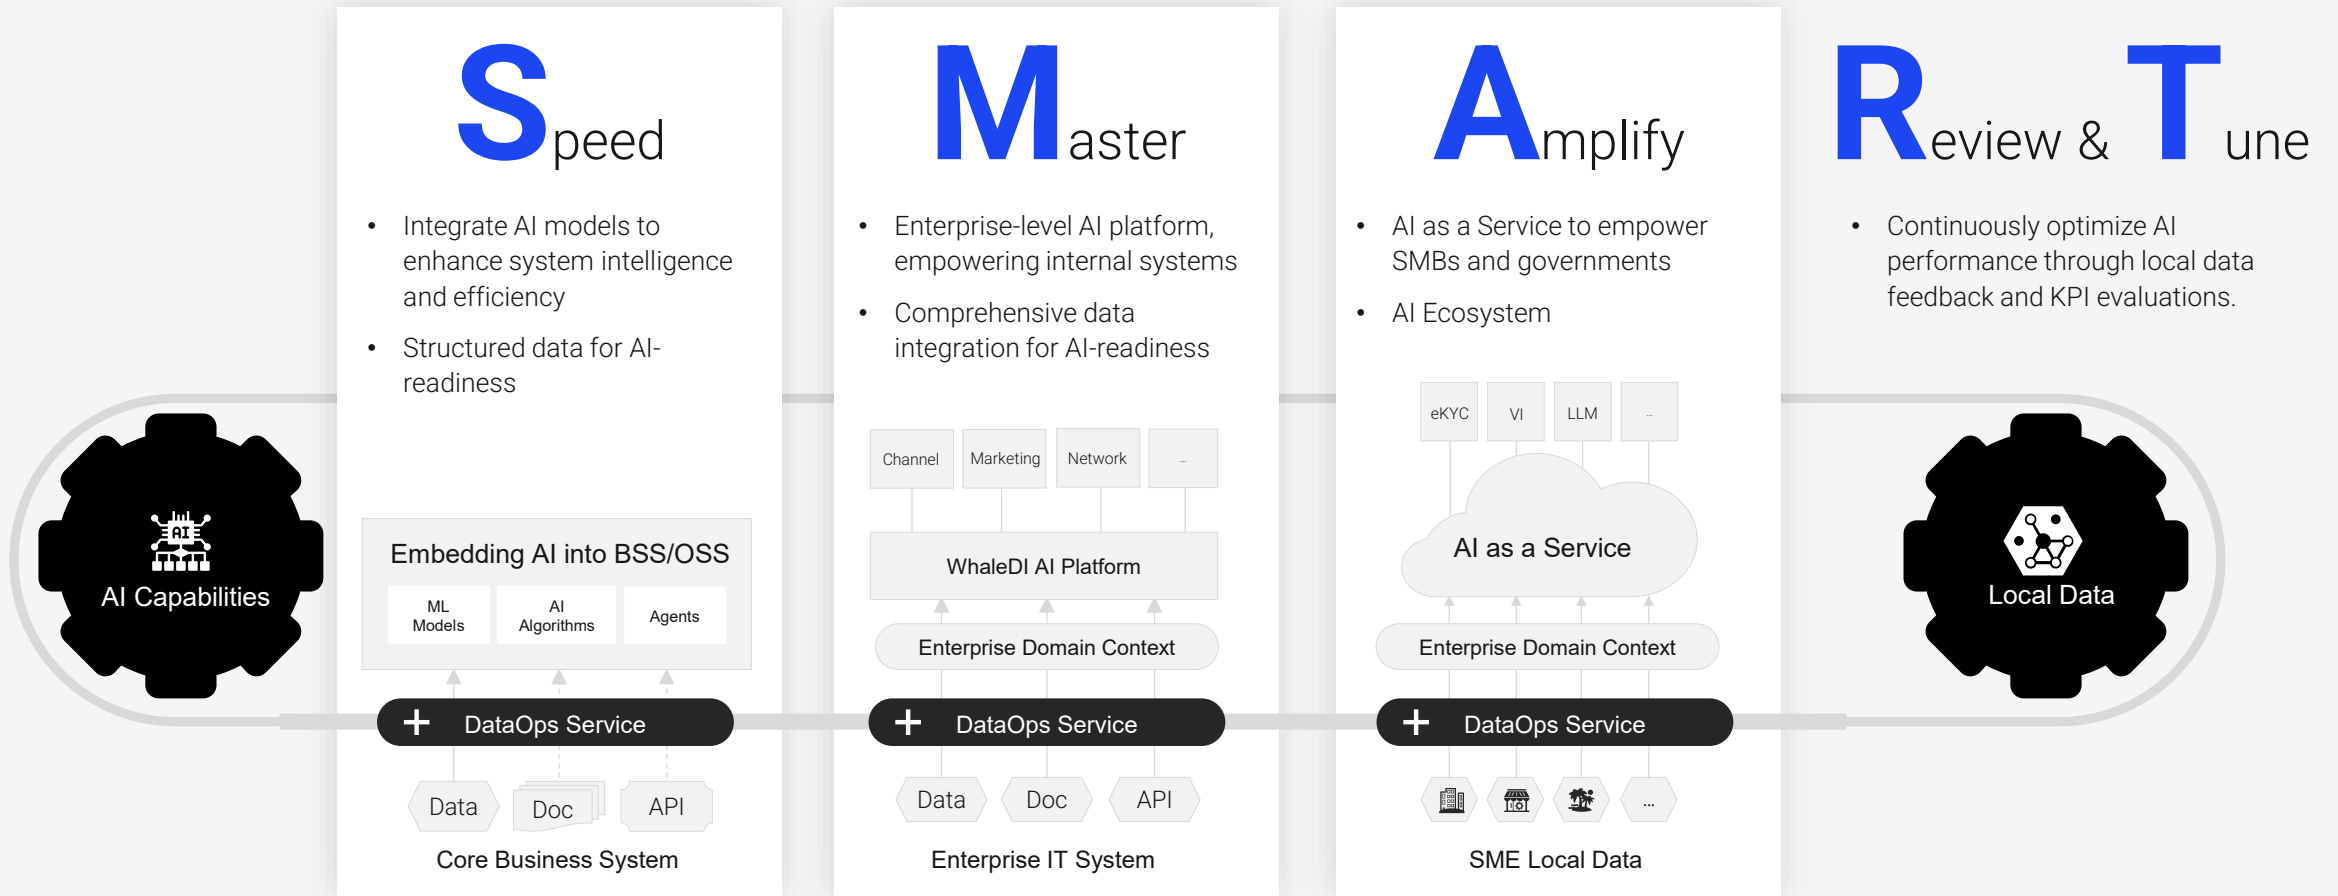 Speed
• Integrate AI models to
enhance system intelligence
and efficiency
• Structured data for AI-
readiness
Embedding AI into BSS/OSS
ML
Models
AI
Algorithms
Agents
+ DataOps Service
Data
Doc
API
Core Business System
Master
• Enterprise-level AI platform,
empowering internal systems
• Comprehensive data
integration for AI-readiness
Channel
Marketing
Network
...
WhaleDI AI Platform
Enterprise Domain Context
+ DataOps Service
Data
Doc
API
Enterprise IT System
Amplify
• AI as a Service to empower
SMBs and governments
• AI Ecosystem
eKYC
VI
LLM
...
AI as a Service
Enterprise Domain Context
+ DataOps Service
...
SME Local Data
Review & Tune
• Continuously optimize AI
performance through local data
feedback and KPI evaluations.
AI
AI Capabilities
Local Data